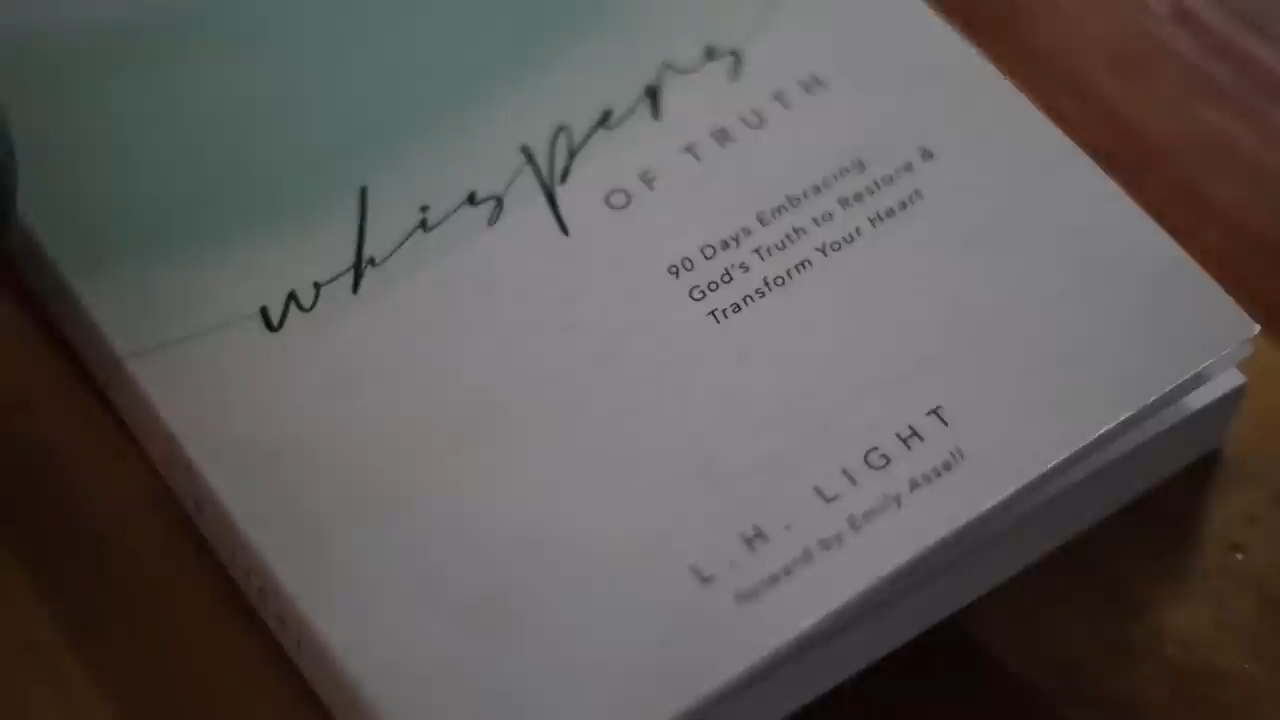 whispers
OF TRUTH
90 Days Embracing
God's Truth to Restore &
Transform Your Heart
L.H. LIGHT
foreword by Emily Assell